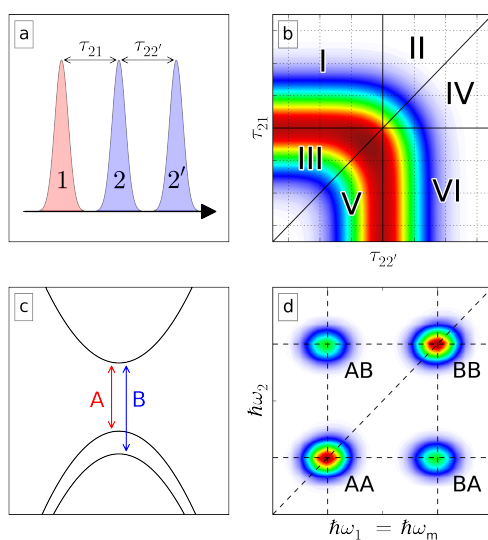 a
τ₂₁ τ₂₂′
1 2 2′
b
I II
IV
III
V VI
τ₂₁
τ₂₂′
c
A B
d
AB BB
AA BA
ħω₂
ħω₁ = ħωₘ